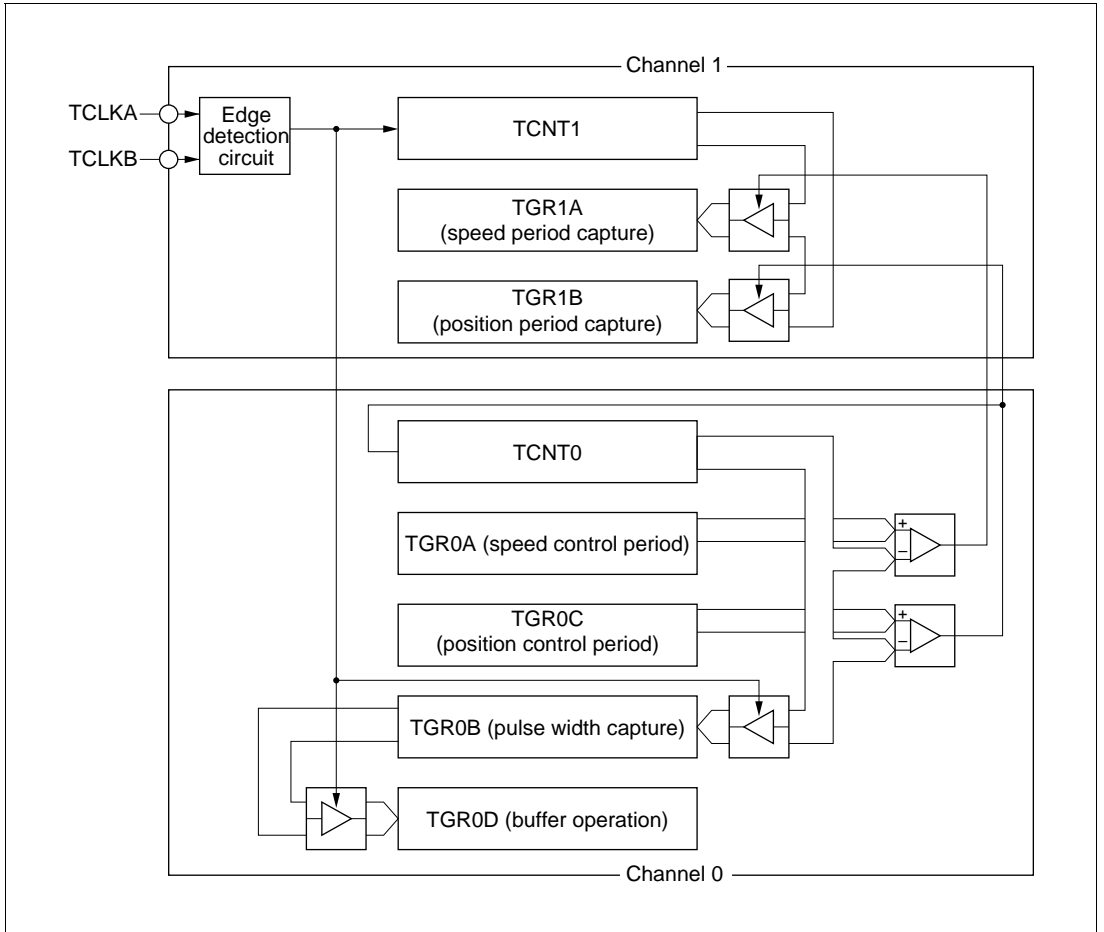 Channel 1
TCLKA
TCLKB
Edge
detection
circuit
TCNT1
TGR1A
(speed period capture)
TGR1B
(position period capture)
TCNT0
TGR0A (speed control period)
+
−
TGR0C
(position control period)
+
−
TGR0B (pulse width capture)
TGR0D (buffer operation)
Channel 0